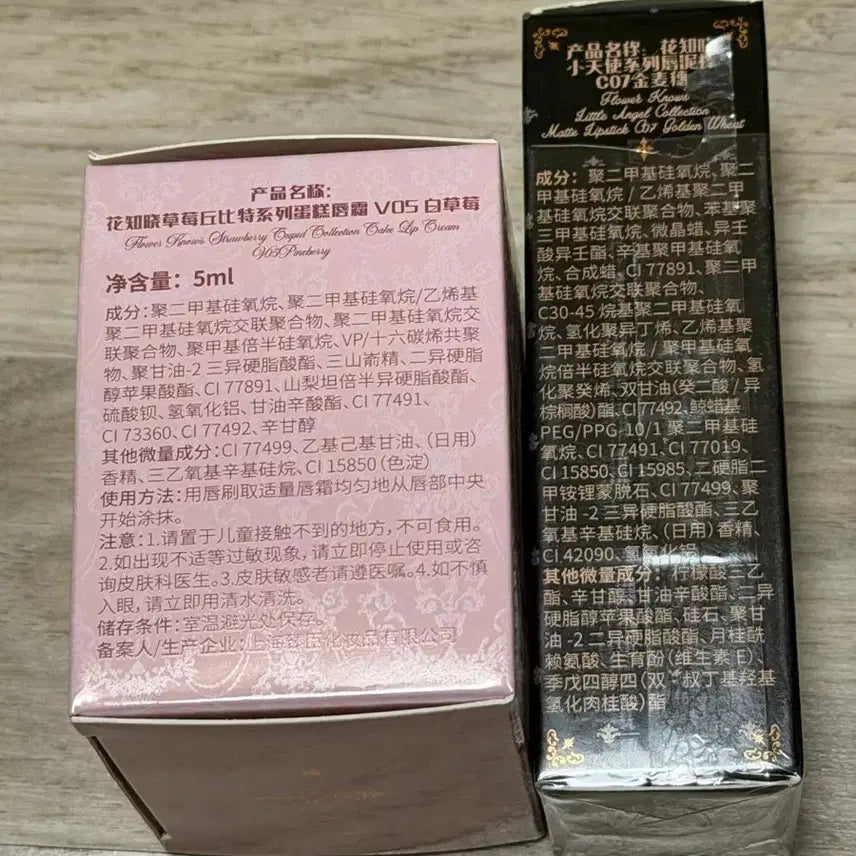 产品名称：
花知晓草莓丘比特系列蛋糕唇霜 V05 白草莓
Flower Knows Strawberry Cupid Collection Cake Lip Cream
V05 Pineberry
净含量：5ml
成分：聚二甲基硅氧烷、聚二甲基硅氧烷/乙烯基
聚二甲基硅氧烷交联聚合物、聚二甲基硅氧烷交
联聚合物、聚甲基倍半硅氧烷、VP/十六碳烯共聚
物、聚甘油-2 三异硬脂酸酯、三山嵛精、二异硬脂
醇苹果酸酯、CI 77891、山梨坦倍半异硬脂酸酯、
硫酸钡、氢氧化铝、甘油辛酸酯、CI 77491、
CI 73360、CI 77492、辛甘醇
其他微量成分：CI 77499、乙基己基甘油、（日用）
香精、三乙氧基辛基硅烷、CI 15850（色淀）
使用方法：用唇刷取适量唇霜均匀地从唇部中央
开始涂抹。
注意：1.请置于儿童接触不到的地方，不可食用。
2.如出现不适等过敏现象，请立即停止使用或咨
询皮肤科医生。3.皮肤敏感者请遵医嘱。4.如不慎
入眼，请立即用清水清洗。
储存条件：室温避光处保存。
备案人/生产企业：上海臻臣化妆品有限公司
产品名称：花知晓
小天使系列唇泥
C07金麦穗
Flower Knows
Little Angel Collection
Matte Lipstick C07 Golden Wheat
成分：聚二甲基硅氧烷、聚二
甲基硅氧烷 / 乙烯基聚二甲
基硅氧烷交联聚合物、苯基聚
三甲基硅氧烷、微晶蜡、异壬
酸异壬酯、辛基聚甲基硅氧
烷、合成蜡、CI 77891、聚二甲
基硅氧烷交联聚合物、
C30-45 烷基聚二甲基硅氧
烷、氢化聚异丁烯、乙烯基聚
二甲基硅氧烷 / 聚甲基硅氧
烷倍半硅氧烷交联聚合物、氢
化聚癸烯、双甘油（癸二酸 / 异
棕榈酸）酯、CI 77492、鲸蜡基
PEG/PPG-10/1 聚二甲基硅
氧烷、CI 77491、CI 77019、
CI 15850、CI 15985、二硬脂二
甲铵锂蒙脱石、CI 77499、聚
甘油 -2 三异硬脂酸酯、三乙
氧基辛基硅烷、（日用）香精、
CI 42090、氢氧化铝
其他微量成分：柠檬酸三乙
酯、辛甘醇、甘油辛酸酯、二异
硬脂醇苹果酸酯、硅石、聚甘
油 -2 二异硬脂酸酯、月桂酰
赖氨酸、生育酚（维生素 E）、
季戊四醇四（双 - 叔丁基羟基
氢化肉桂酸）酯